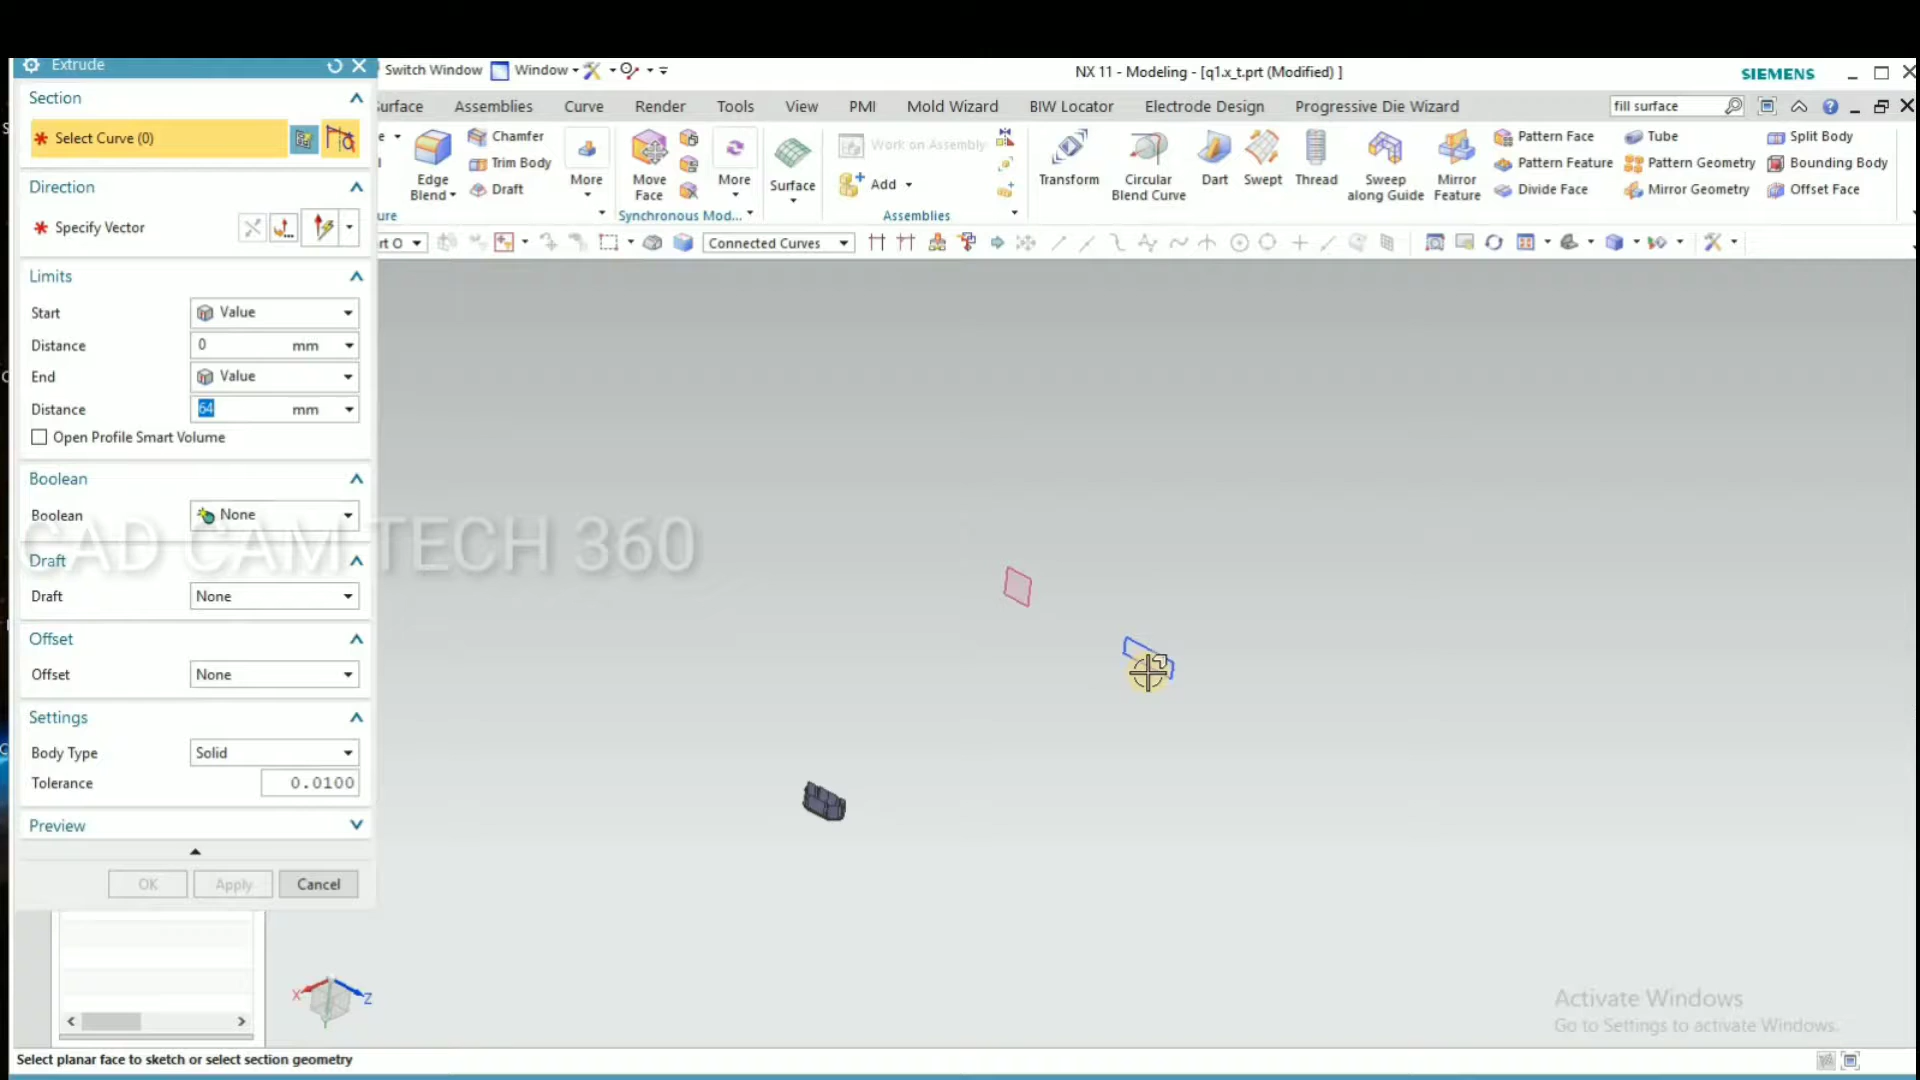 Extrude
Switch Window
Window
NX 11 - Modeling - [q1.x_t.prt (Modified) ]
SIEMENS
Section
urface
Assemblies
Curve
Render
Tools
View
PMI
Mold Wizard
BIW Locator
Electrode Design
Progressive Die Wizard
fill surface
Select Curve (0)
Chamfer
Trim Body
Draft
Edge
Blend
More
Move
Face
More
Surface
Work on Assembly
Add
Transform
Circular
Blend Curve
Dart
Swept
Thread
Sweep
along Guide
Mirror
Feature
Pattern Face
Pattern Feature
Divide Face
Tube
Pattern Geometry
Mirror Geometry
Split Body
Bounding Body
Offset Face
ure
Synchronous Mod...
Assemblies
Direction
Specify Vector
rt O
Connected Curves
Limits
Start
Value
Distance
0
mm
End
Value
Distance
64
mm
Open Profile Smart Volume
Boolean
Boolean
None
CAD CAM TECH 360
Draft
Draft
None
Offset
Offset
None
Settings
Body Type
Solid
Tolerance
0.0100
Preview
OK
Apply
Cancel
X
Z
Activate Windows
Go to Settings to activate Windows.
Select planar face to sketch or select section geometry